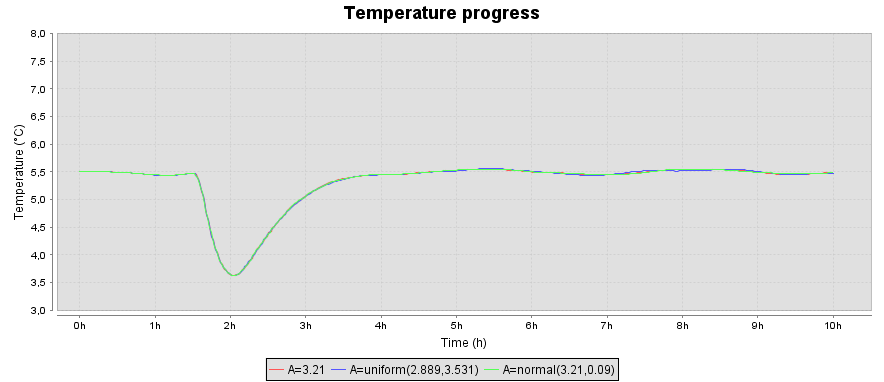 Temperature progress
8,0
7,5
7,0
6,5
6,0
5,5
5,0
4,5
4,0
3,5
3,0
Temperature (°C)
0h 1h 2h 3h 4h 5h 6h 7h 8h 9h 10h
Time (h)
A=3.21 A=uniform(2.889,3.531) A=normal(3.21,0.09)